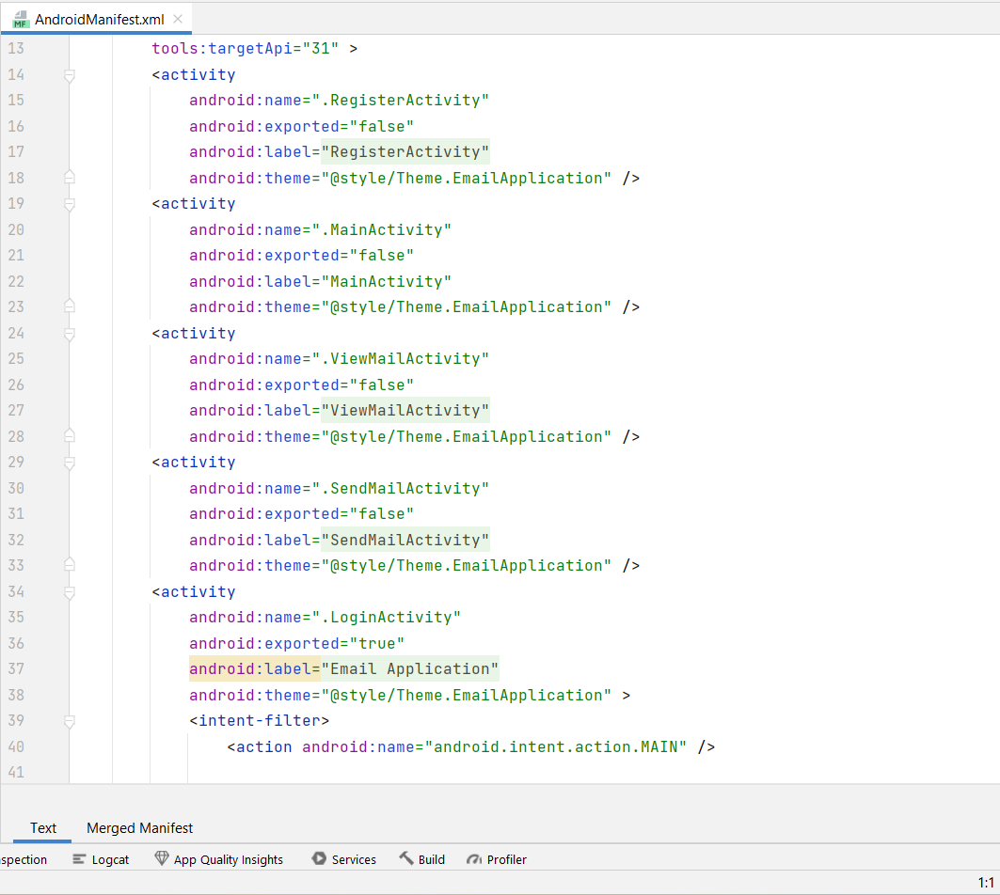 MF AndroidManifest.xml
13 tools:targetApi="31" >
14 <activity
15 android:name=".RegisterActivity"
16 android:exported="false"
17 android:label="RegisterActivity"
18 android:theme="@style/Theme.EmailApplication" />
19 <activity
20 android:name=".MainActivity"
21 android:exported="false"
22 android:label="MainActivity"
23 android:theme="@style/Theme.EmailApplication" />
24 <activity
25 android:name=".ViewMailActivity"
26 android:exported="false"
27 android:label="ViewMailActivity"
28 android:theme="@style/Theme.EmailApplication" />
29 <activity
30 android:name=".SendMailActivity"
31 android:exported="false"
32 android:label="SendMailActivity"
33 android:theme="@style/Theme.EmailApplication" />
34 <activity
35 android:name=".LoginActivity"
36 android:exported="true"
37 android:label="Email Application"
38 android:theme="@style/Theme.EmailApplication" >
39 <intent-filter>
40 <action android:name="android.intent.action.MAIN" />
41
Text Merged Manifest
spection Logcat App Quality Insights Services Build Profiler
1:1